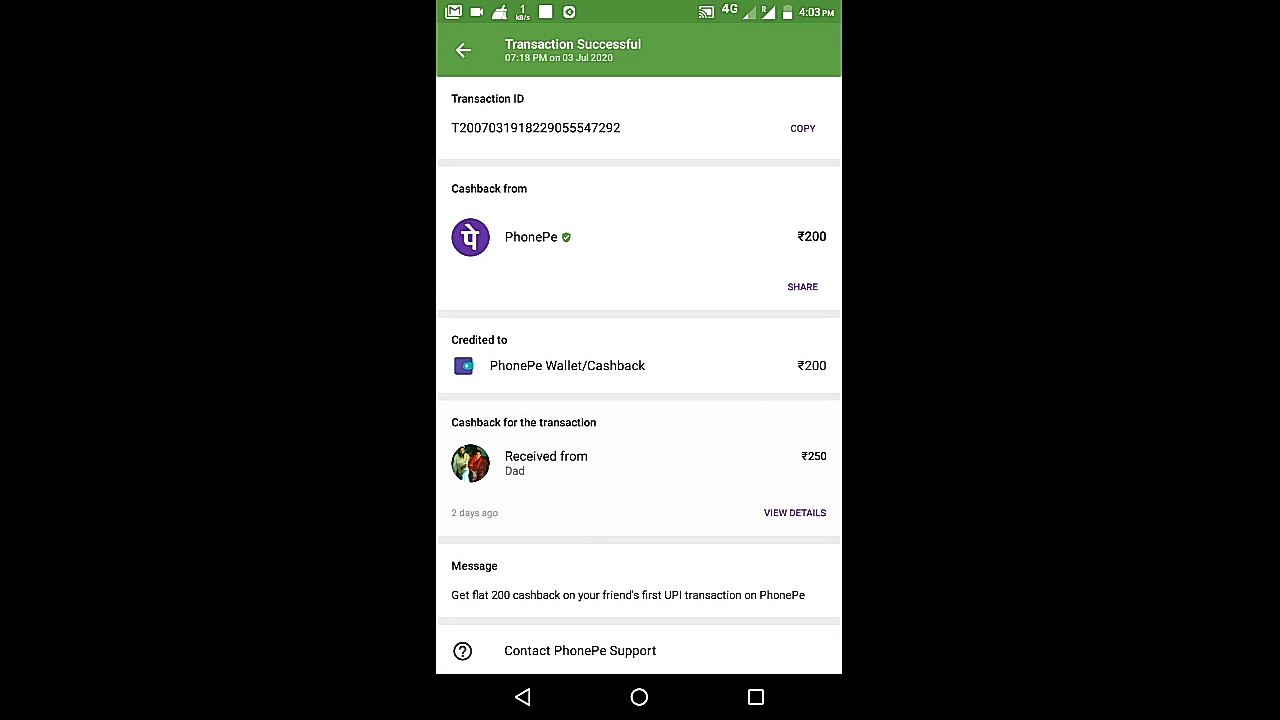 1
kB/s
4G
R
4:03 PM
Transaction Successful
07:18 PM on 03 Jul 2020
Transaction ID
T2007031918229055547292
COPY
Cashback from
पे
PhonePe
₹200
SHARE
Credited to
PhonePe Wallet/Cashback
₹200
Cashback for the transaction
Received from
₹250
Dad
2 days ago
VIEW DETAILS
Message
Get flat 200 cashback on your friend's first UPI transaction on PhonePe
Contact PhonePe Support